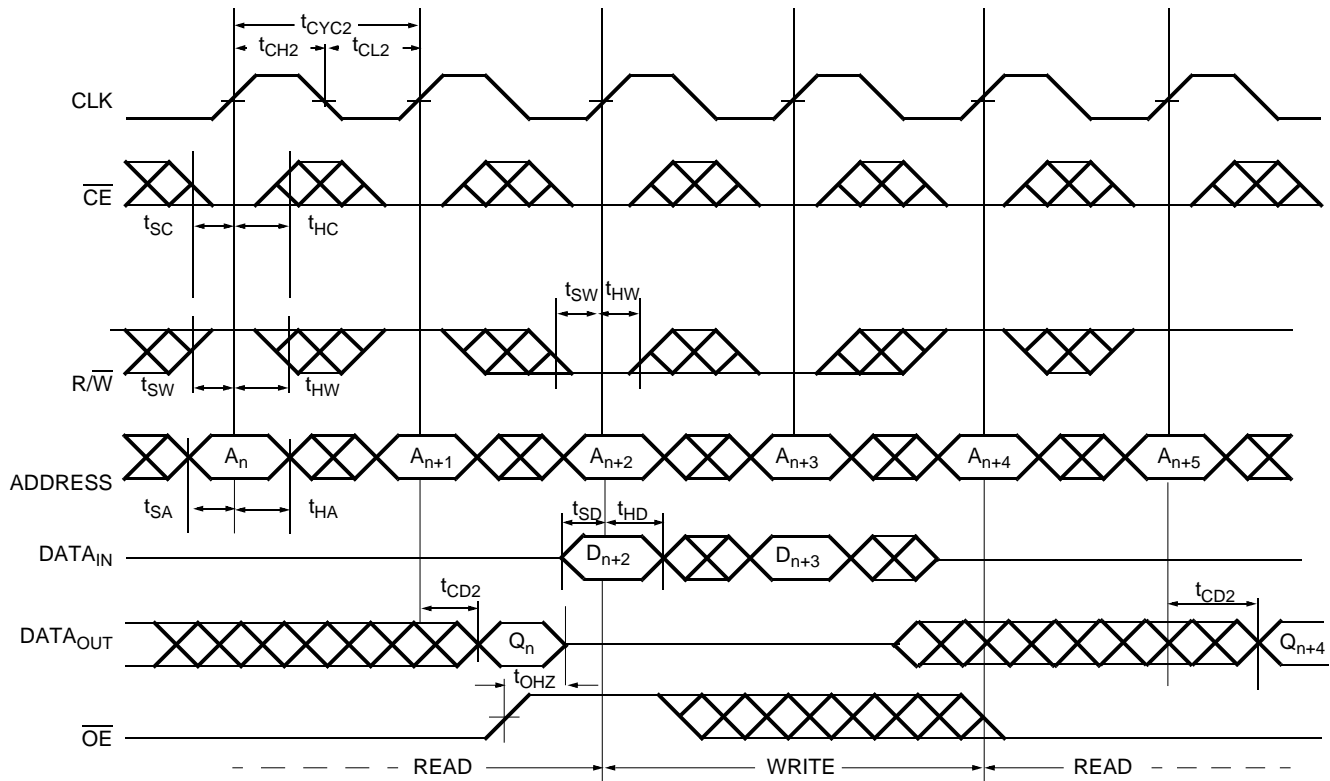 tCYC2
tCH2 tCL2
CLK
CE
tSC tHC
tSW tHW
R/W
tSW tHW
An An+1 An+2 An+3 An+4 An+5
ADDRESS
tSA tHA
tSD tHD
DATAIN
Dn+2 Dn+3
tCD2 tCD2
DATAOUT
Qn Qn+4
tOHZ
OE
READ WRITE READ